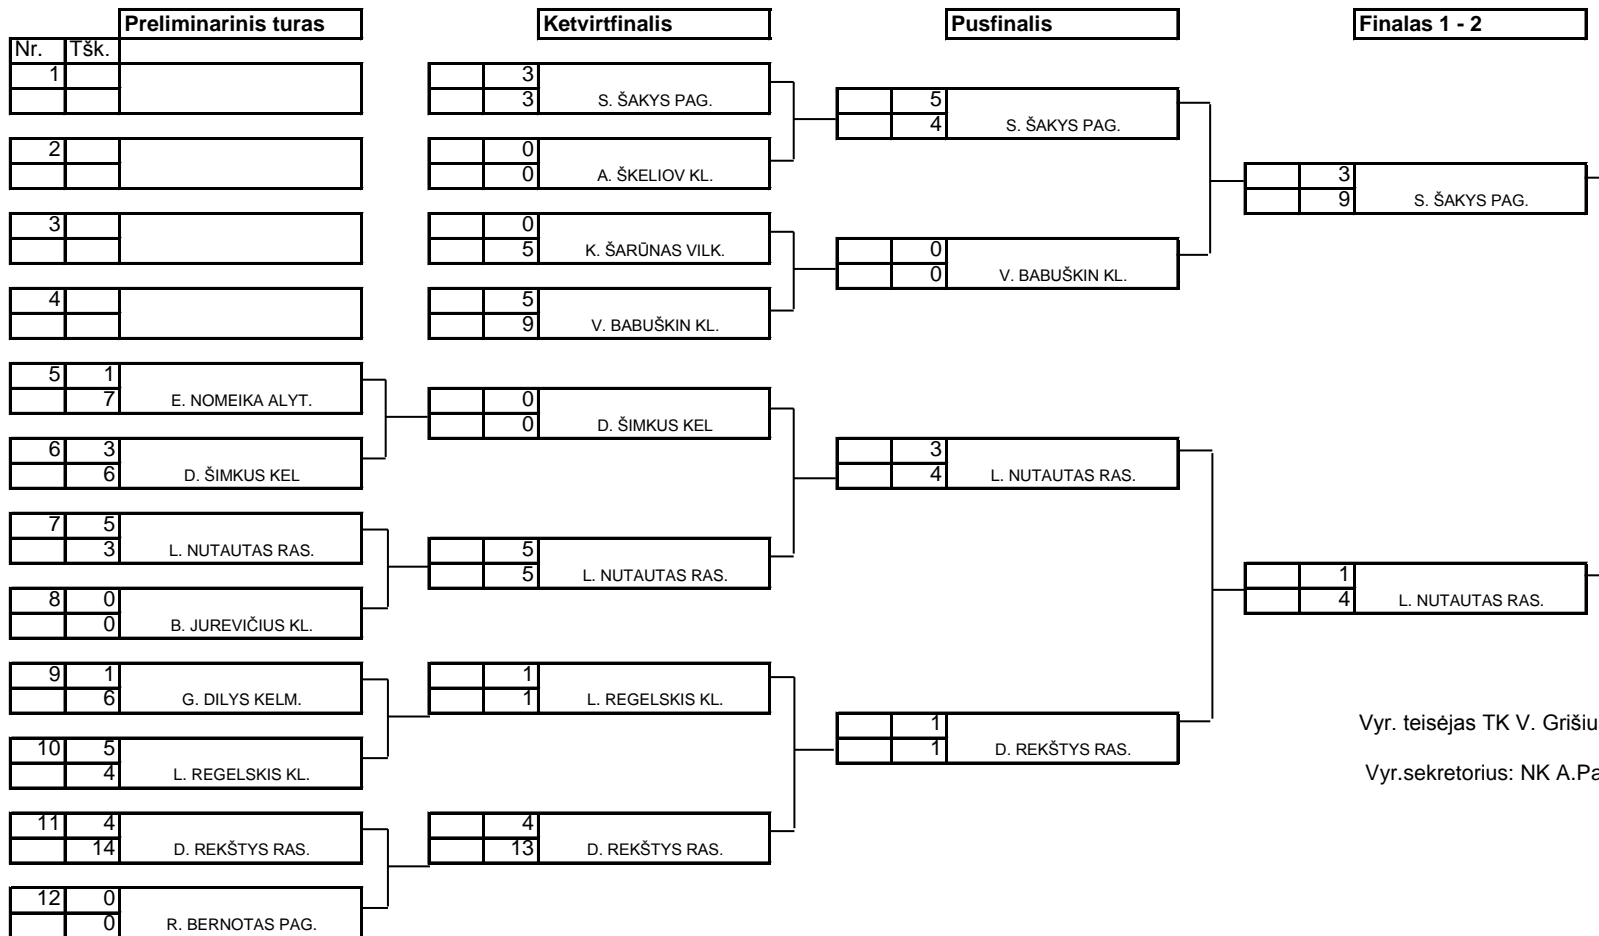 Preliminarinis turas Ketvirtfinalis Pusfinalis Finalas 1 - 2
Nr. Tšk.
1
2
3
4
5 1
7 E. NOMEIKA ALYT.
6 3
6 D. ŠIMKUS KEL
7 5
3 L. NUTAUTAS RAS.
8 0
0 B. JUREVIČIUS KL.
9 1
6 G. DILYS KELM.
10 5
4 L. REGELSKIS KL.
11 4
14 D. REKŠTYS RAS.
12 0
0 R. BERNOTAS PAG.
3
3 S. ŠAKYS PAG.
0
0 A. ŠKELIOV KL.
0
5 K. ŠARŪNAS VILK.
5
9 V. BABUŠKIN KL.
0
0 D. ŠIMKUS KEL
5
5 L. NUTAUTAS RAS.
1
1 L. REGELSKIS KL.
4
13 D. REKŠTYS RAS.
5
4 S. ŠAKYS PAG.
0
0 V. BABUŠKIN KL.
3
4 L. NUTAUTAS RAS.
1
1 D. REKŠTYS RAS.
3
9 S. ŠAKYS PAG.
1
4 L. NUTAUTAS RAS.
Vyr. teisėjas TK V. Grišiu
Vyr.sekretorius: NK A.Pa